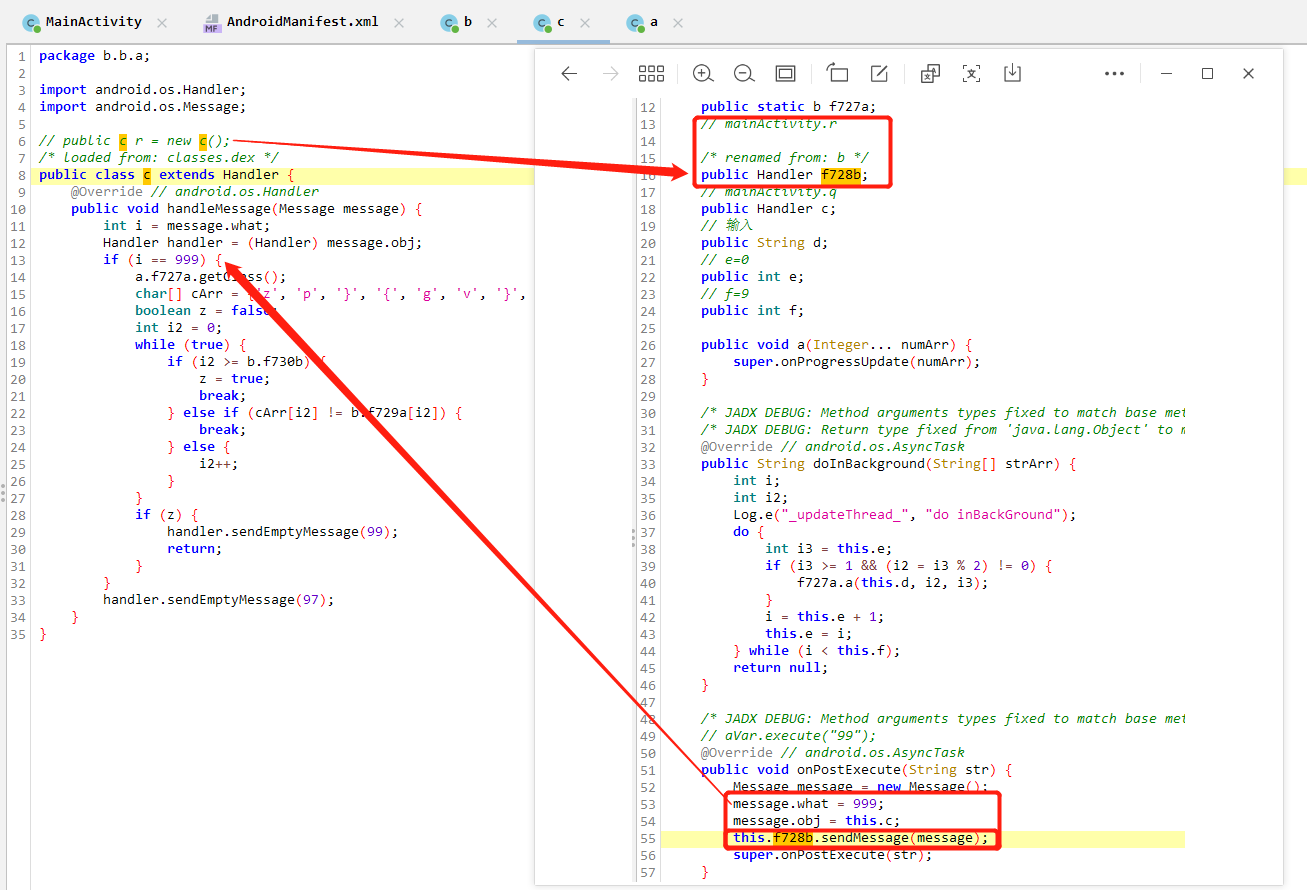 MainActivity
AndroidManifest.xml
b
c
a
1 package b.b.a;
2
3 import android.os.Handler;
4 import android.os.Message;
5
6 // public c r = new c();
7 /* loaded from: classes.dex */
8 public class c extends Handler {
9 @Override // android.os.Handler
10 public void handleMessage(Message message) {
11 int i = message.what;
12 Handler handler = (Handler) message.obj;
13 if (i == 999) {
14 a.f727a.getClass();
15 char[] cArr = {'z', 'p', '}', '{', 'g', 'v', '}',
16 boolean z = false;
17 int i2 = 0;
18 while (true) {
19 if (i2 >= b.f730b) {
20 z = true;
21 break;
22 } else if (cArr[i2] != b.f729a[i2]) {
23 break;
24 } else {
25 i2++;
26 }
27 }
28 if (z) {
29 handler.sendEmptyMessage(99);
30 return;
31 }
32 }
33 handler.sendEmptyMessage(97);
34 }
35 }
12 public static b f727a;
13 // mainActivity.r
14
15 /* renamed from: b */
16 public Handler f728b;
17 // mainActivity.q
18 public Handler c;
19 // 输入
20 public String d;
21 // e=0
22 public int e;
23 // f=9
24 public int f;
25
26 public void a(Integer... numArr) {
27 super.onProgressUpdate(numArr);
28 }
29
30 /* JADX DEBUG: Method arguments types fixed to match base met
31 /* JADX DEBUG: Return type fixed from 'java.lang.Object' to m
32 @Override // android.os.AsyncTask
33 public String doInBackground(String[] strArr) {
34 int i;
35 int i2;
36 Log.e("_updateThread_", "do inBackGround");
37 do {
38 int i3 = this.e;
39 if (i3 >= 1 && (i2 = i3 % 2) != 0) {
40 f727a.a(this.d, i2, i3);
41 }
42 i = this.e + 1;
43 this.e = i;
44 } while (i < this.f);
45 return null;
46 }
47
48 /* JADX DEBUG: Method arguments types fixed to match base met
49 // aVar.execute("99");
50 @Override // android.os.AsyncTask
51 public void onPostExecute(String str) {
52 Message message = new Message();
53 message.what = 999;
54 message.obj = this.c;
55 this.f728b.sendMessage(message);
56 super.onPostExecute(str);
57 }